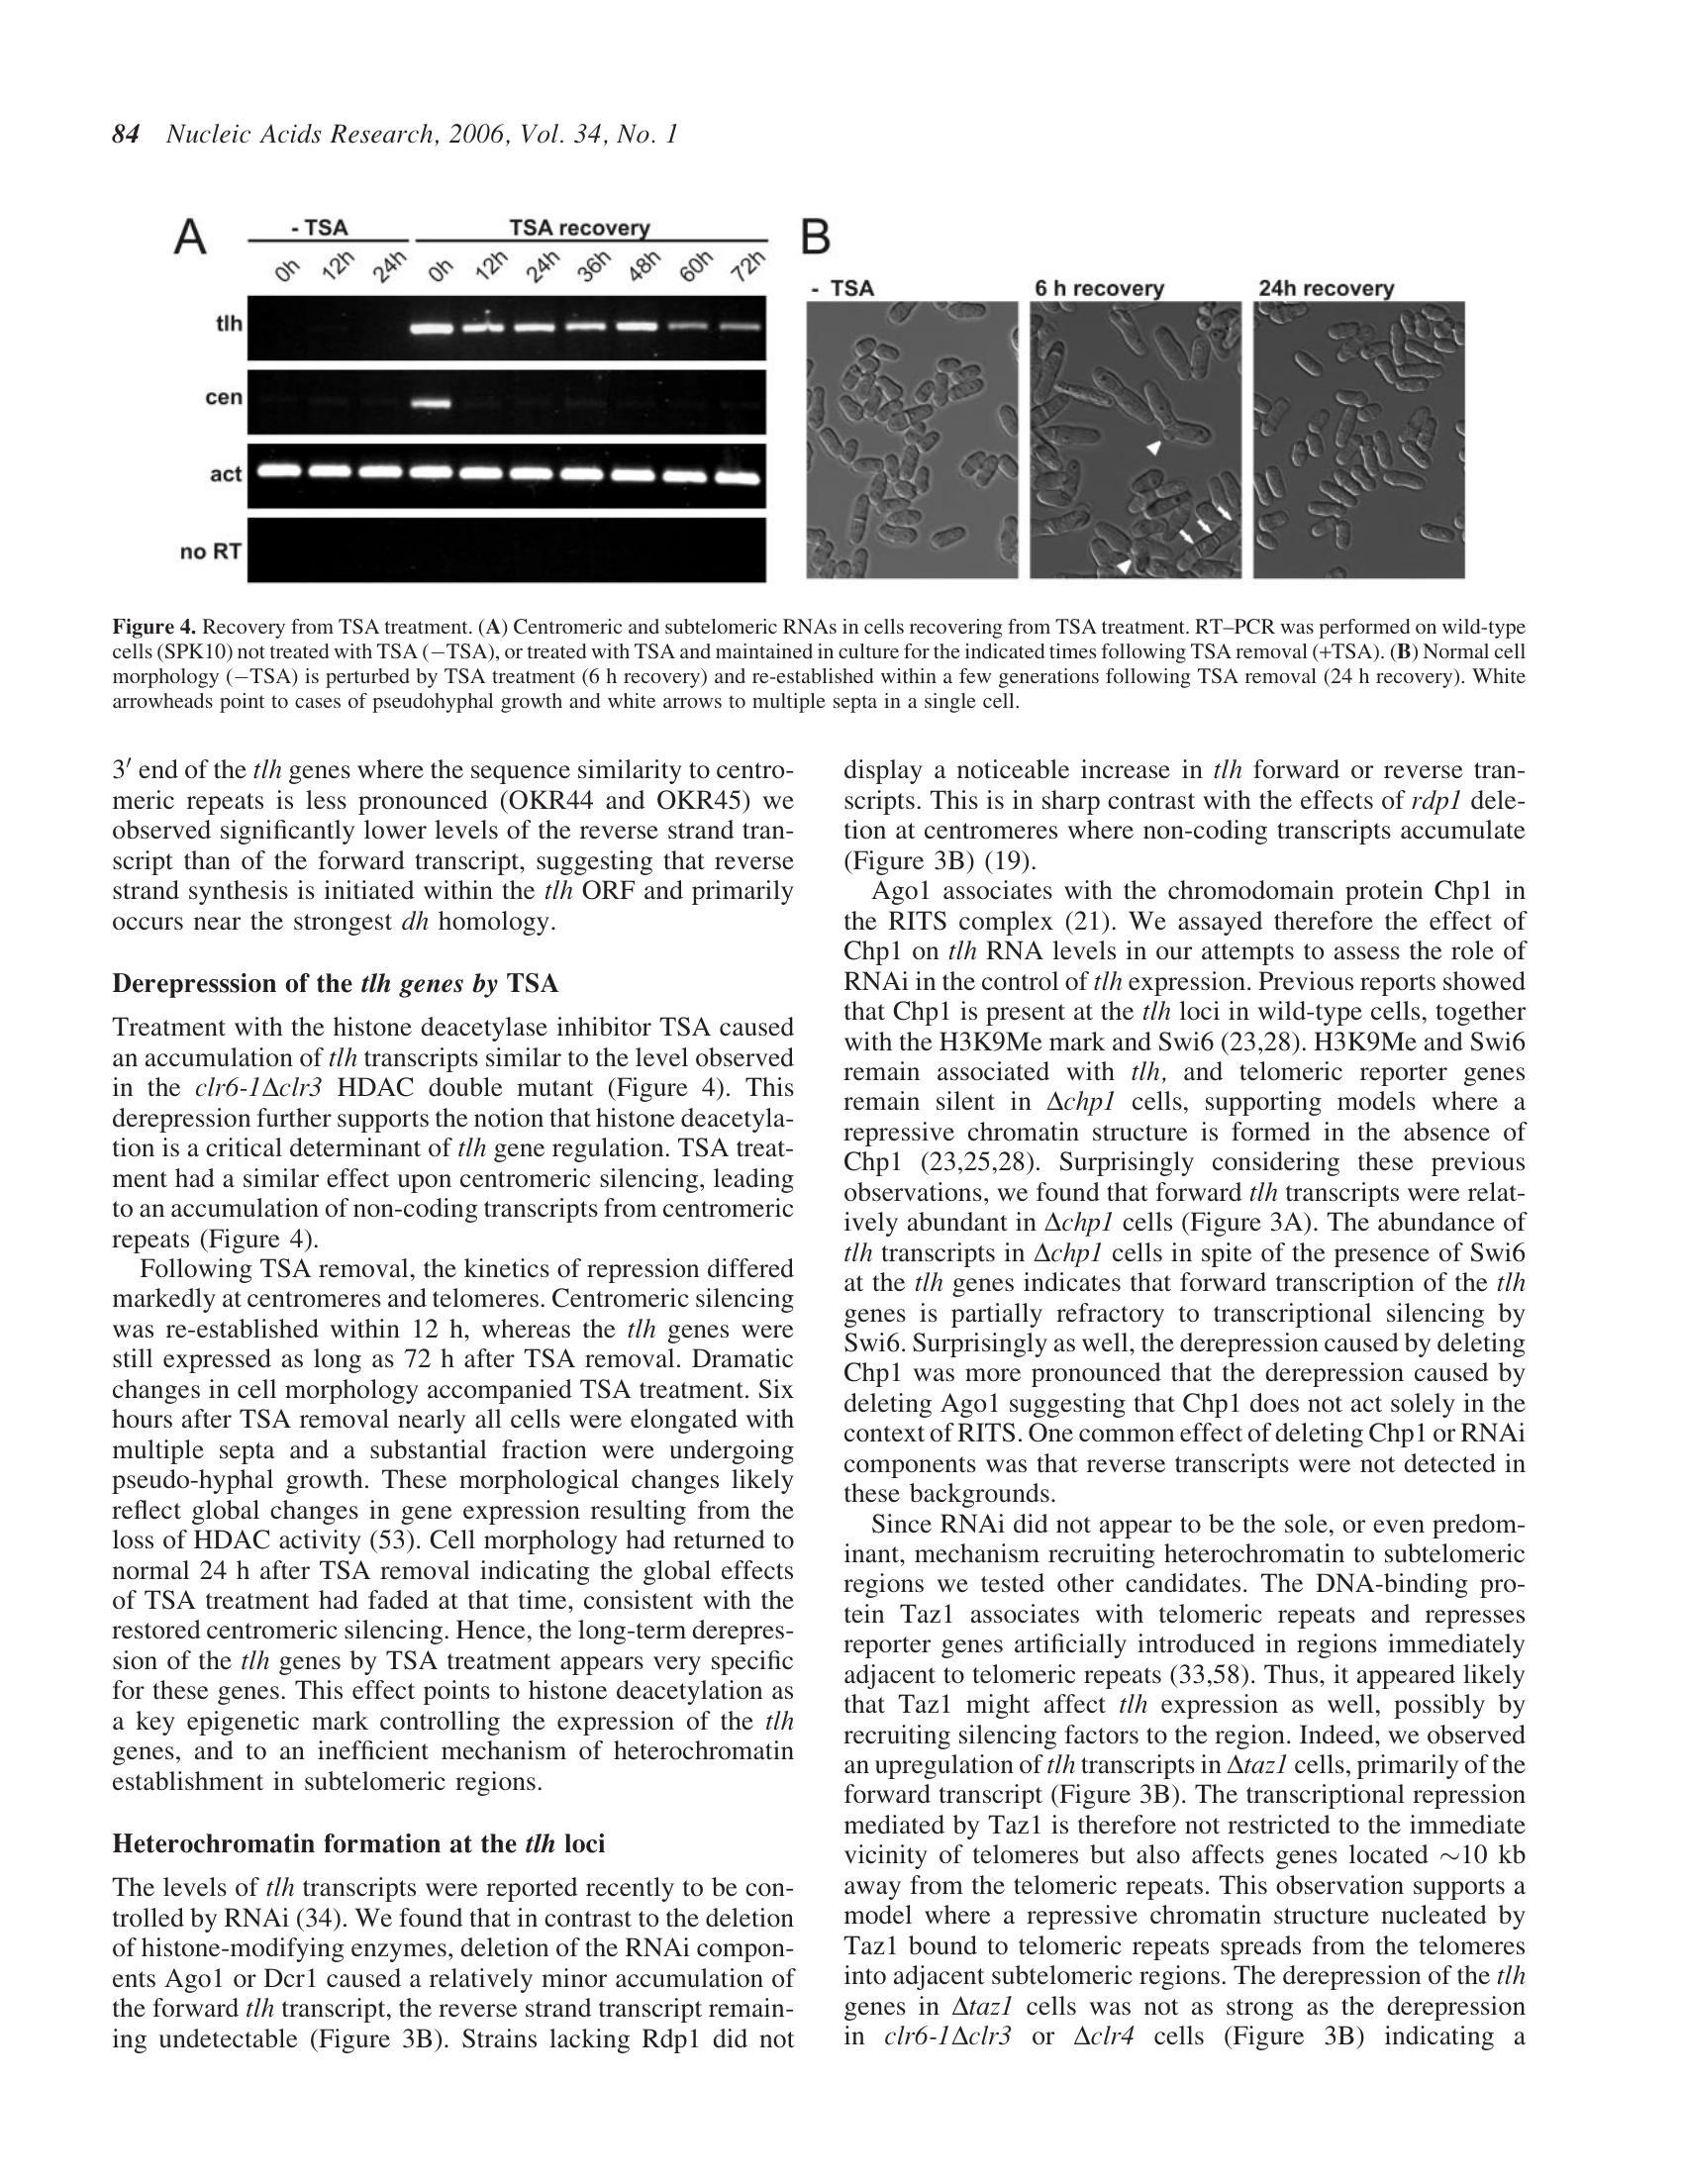 84 Nucleic Acids Research, 2006, Vol. 34, No. 1
A
- TSA
TSA recovery
0h 12h 24h 0h 12h 24h 36h 48h 60h 72h
tlh
cen
act
no RT
B
- TSA
6 h recovery
24h recovery
Figure 4. Recovery from TSA treatment. (A) Centromeric and subtelomeric RNAs in cells recovering from TSA treatment. RT–PCR was performed on wild-type
cells (SPK10) not treated with TSA (−TSA), or treated with TSA and maintained in culture for the indicated times following TSA removal (+TSA). (B) Normal cell
morphology (−TSA) is perturbed by TSA treatment (6 h recovery) and re-established within a few generations following TSA removal (24 h recovery). White
arrowheads point to cases of pseudohyphal growth and white arrows to multiple septa in a single cell.
3′ end of the tlh genes where the sequence similarity to centro-
meric repeats is less pronounced (OKR44 and OKR45) we
observed significantly lower levels of the reverse strand tran-
script than of the forward transcript, suggesting that reverse
strand synthesis is initiated within the tlh ORF and primarily
occurs near the strongest dh homology.
Derepresssion of the tlh genes by TSA
Treatment with the histone deacetylase inhibitor TSA caused
an accumulation of tlh transcripts similar to the level observed
in the clr6-1Δclr3 HDAC double mutant (Figure 4). This
derepression further supports the notion that histone deacetyla-
tion is a critical determinant of tlh gene regulation. TSA treat-
ment had a similar effect upon centromeric silencing, leading
to an accumulation of non-coding transcripts from centromeric
repeats (Figure 4).
Following TSA removal, the kinetics of repression differed
markedly at centromeres and telomeres. Centromeric silencing
was re-established within 12 h, whereas the tlh genes were
still expressed as long as 72 h after TSA removal. Dramatic
changes in cell morphology accompanied TSA treatment. Six
hours after TSA removal nearly all cells were elongated with
multiple septa and a substantial fraction were undergoing
pseudo-hyphal growth. These morphological changes likely
reflect global changes in gene expression resulting from the
loss of HDAC activity (53). Cell morphology had returned to
normal 24 h after TSA removal indicating the global effects
of TSA treatment had faded at that time, consistent with the
restored centromeric silencing. Hence, the long-term derepres-
sion of the tlh genes by TSA treatment appears very specific
for these genes. This effect points to histone deacetylation as
a key epigenetic mark controlling the expression of the tlh
genes, and to an inefficient mechanism of heterochromatin
establishment in subtelomeric regions.
Heterochromatin formation at the tlh loci
The levels of tlh transcripts were reported recently to be con-
trolled by RNAi (34). We found that in contrast to the deletion
of histone-modifying enzymes, deletion of the RNAi compon-
ents Ago1 or Dcr1 caused a relatively minor accumulation of
the forward tlh transcript, the reverse strand transcript remain-
ing undetectable (Figure 3B). Strains lacking Rdp1 did not
display a noticeable increase in tlh forward or reverse tran-
scripts. This is in sharp contrast with the effects of rdp1 dele-
tion at centromeres where non-coding transcripts accumulate
(Figure 3B) (19).
Ago1 associates with the chromodomain protein Chp1 in
the RITS complex (21). We assayed therefore the effect of
Chp1 on tlh RNA levels in our attempts to assess the role of
RNAi in the control of tlh expression. Previous reports showed
that Chp1 is present at the tlh loci in wild-type cells, together
with the H3K9Me mark and Swi6 (23,28). H3K9Me and Swi6
remain associated with tlh, and telomeric reporter genes
remain silent in Δchp1 cells, supporting models where a
repressive chromatin structure is formed in the absence of
Chp1 (23,25,28). Surprisingly considering these previous
observations, we found that forward tlh transcripts were relat-
ively abundant in Δchp1 cells (Figure 3A). The abundance of
tlh transcripts in Δchp1 cells in spite of the presence of Swi6
at the tlh genes indicates that forward transcription of the tlh
genes is partially refractory to transcriptional silencing by
Swi6. Surprisingly as well, the derepression caused by deleting
Chp1 was more pronounced that the derepression caused by
deleting Ago1 suggesting that Chp1 does not act solely in the
context of RITS. One common effect of deleting Chp1 or RNAi
components was that reverse transcripts were not detected in
these backgrounds.
Since RNAi did not appear to be the sole, or even predom-
inant, mechanism recruiting heterochromatin to subtelomeric
regions we tested other candidates. The DNA-binding pro-
tein Taz1 associates with telomeric repeats and represses
reporter genes artificially introduced in regions immediately
adjacent to telomeric repeats (33,58). Thus, it appeared likely
that Taz1 might affect tlh expression as well, possibly by
recruiting silencing factors to the region. Indeed, we observed
an upregulation of tlh transcripts in Δtaz1 cells, primarily of the
forward transcript (Figure 3B). The transcriptional repression
mediated by Taz1 is therefore not restricted to the immediate
vicinity of telomeres but also affects genes located ~10 kb
away from the telomeric repeats. This observation supports a
model where a repressive chromatin structure nucleated by
Taz1 bound to telomeric repeats spreads from the telomeres
into adjacent subtelomeric regions. The derepression of the tlh
genes in Δtaz1 cells was not as strong as the derepression
in clr6-1Δclr3 or Δclr4 cells (Figure 3B) indicating a